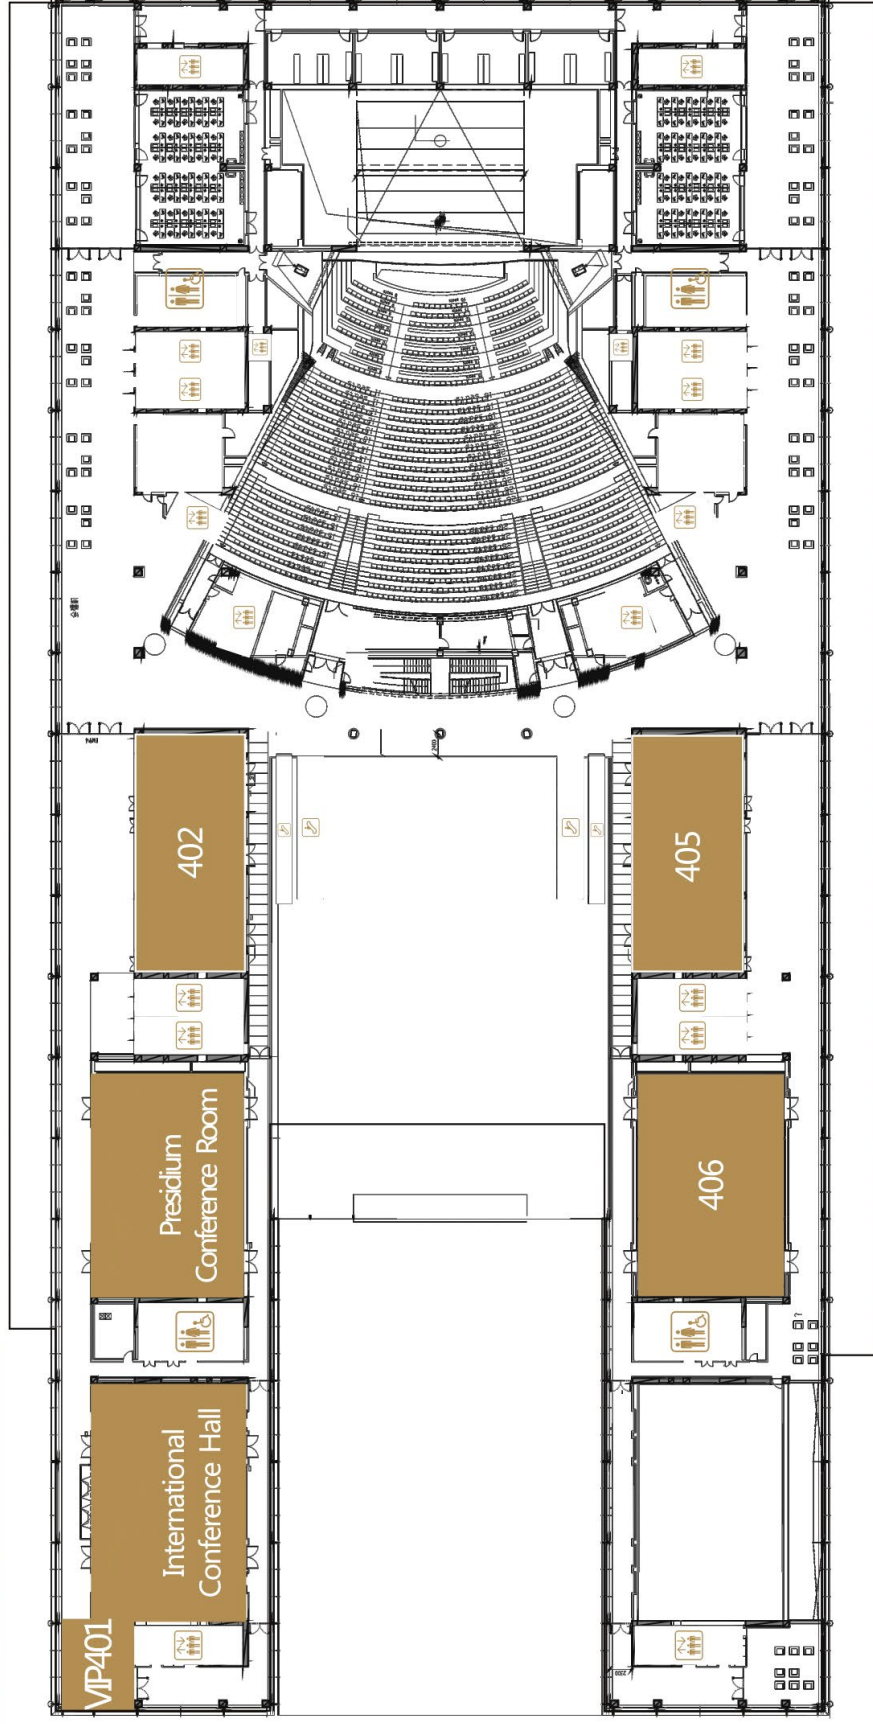 402
405
Presidium
Conference Room
406
International
Conference Hall
VIP401